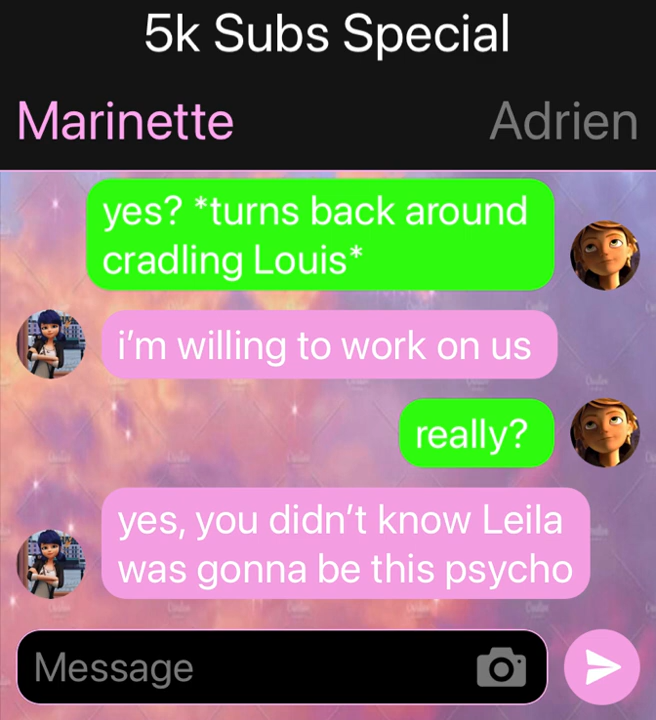 5k Subs Special
Marinette Adrien
yes? *turns back around
cradling Louis*
i’m willing to work on us
really?
yes, you didn’t know Leila
was gonna be this psycho
Message